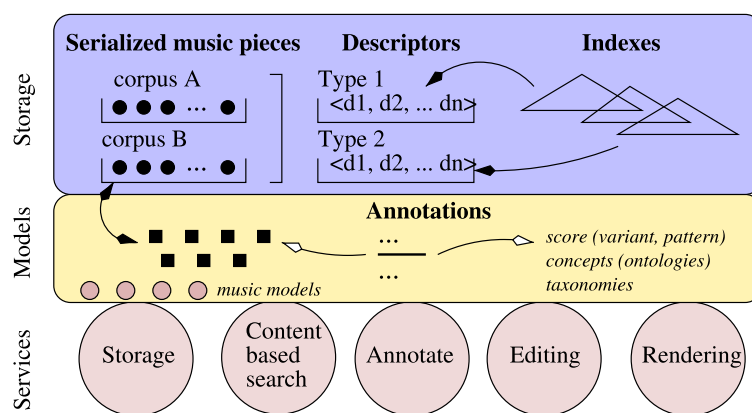 Storage
Serialized music pieces
corpus A
...
corpus B
...
Descriptors
Type 1
<d1, d2, ... dn>
Type 2
<d1, d2, ... dn>
Indexes
Models
Annotations
...
...
score (variant, pattern)
concepts (ontologies)
taxonomies
music models
Services
Storage
Content
based
search
Annotate
Editing
Rendering